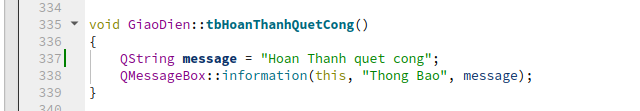 334
335 void GiaoDien::tbHoanThanhQuetCong()
336 {
337 QString message = "Hoan Thanh quet cong";
338 QMessageBox::information(this, "Thong Bao", message);
339 }
340